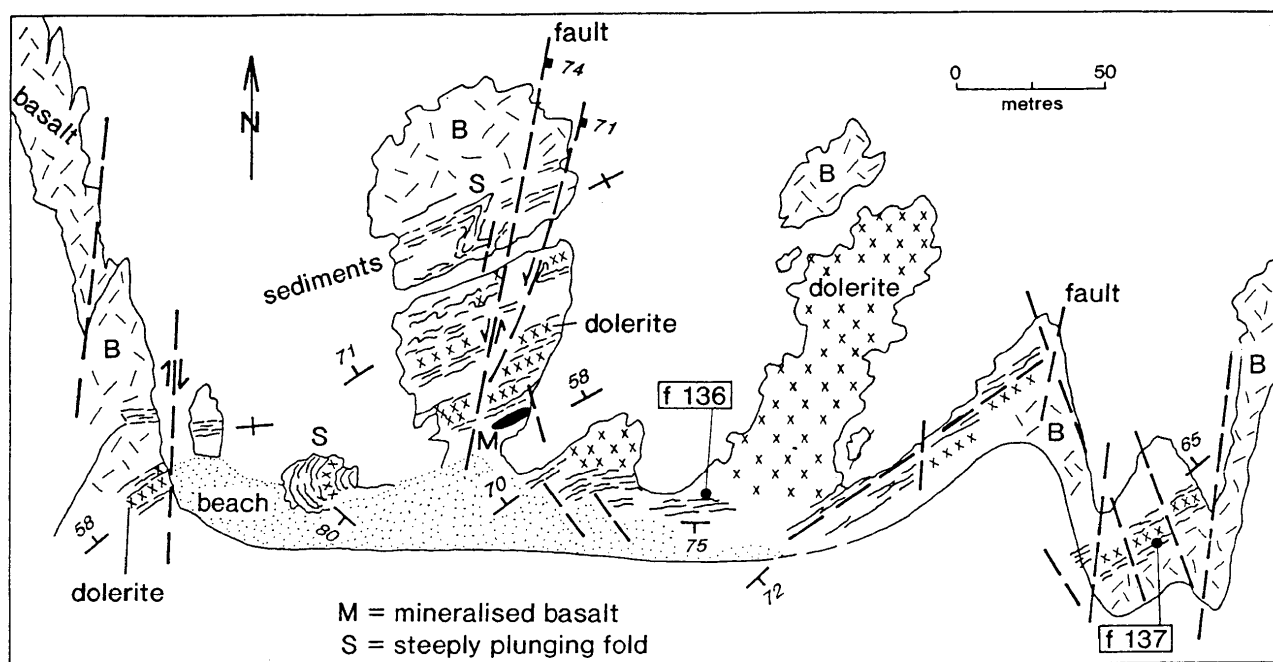 fault
74
71
N
0 50
metres
basalt
B
S
B
sediments
dolerite
dolerite
fault
71
58
f 136
B
B
B
65
S
M
beach
70
80
75
58
72
dolerite
M = mineralised basalt
S = steeply plunging fold
f 137